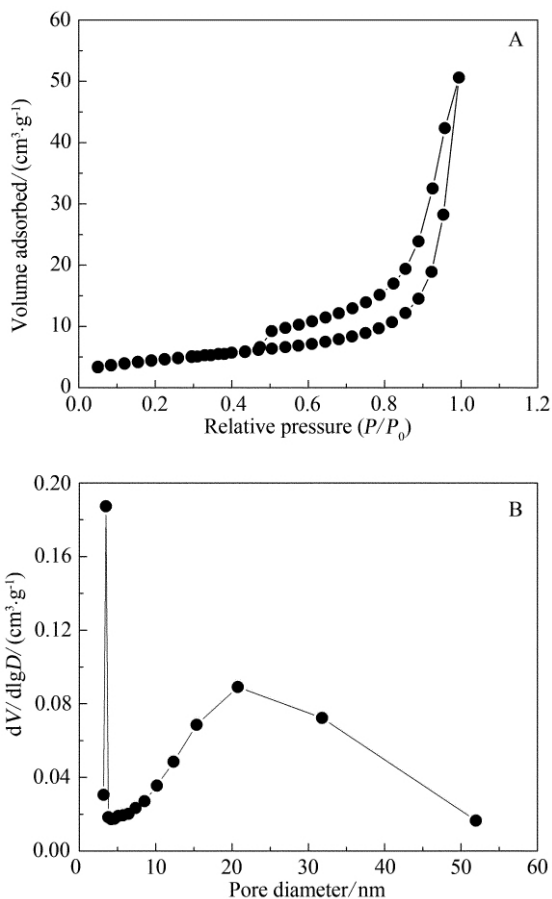 A
60
50
40
30
20
10
0
Volume adsorbed/(cm³·g⁻¹)
0.0 0.2 0.4 0.6 0.8 1.0 1.2
Relative pressure (P/P₀)
B
0.20
0.16
0.12
0.08
0.04
0.00
dV/dlgD/(cm³·g⁻¹)
0 10 20 30 40 50 60
Pore diameter/nm